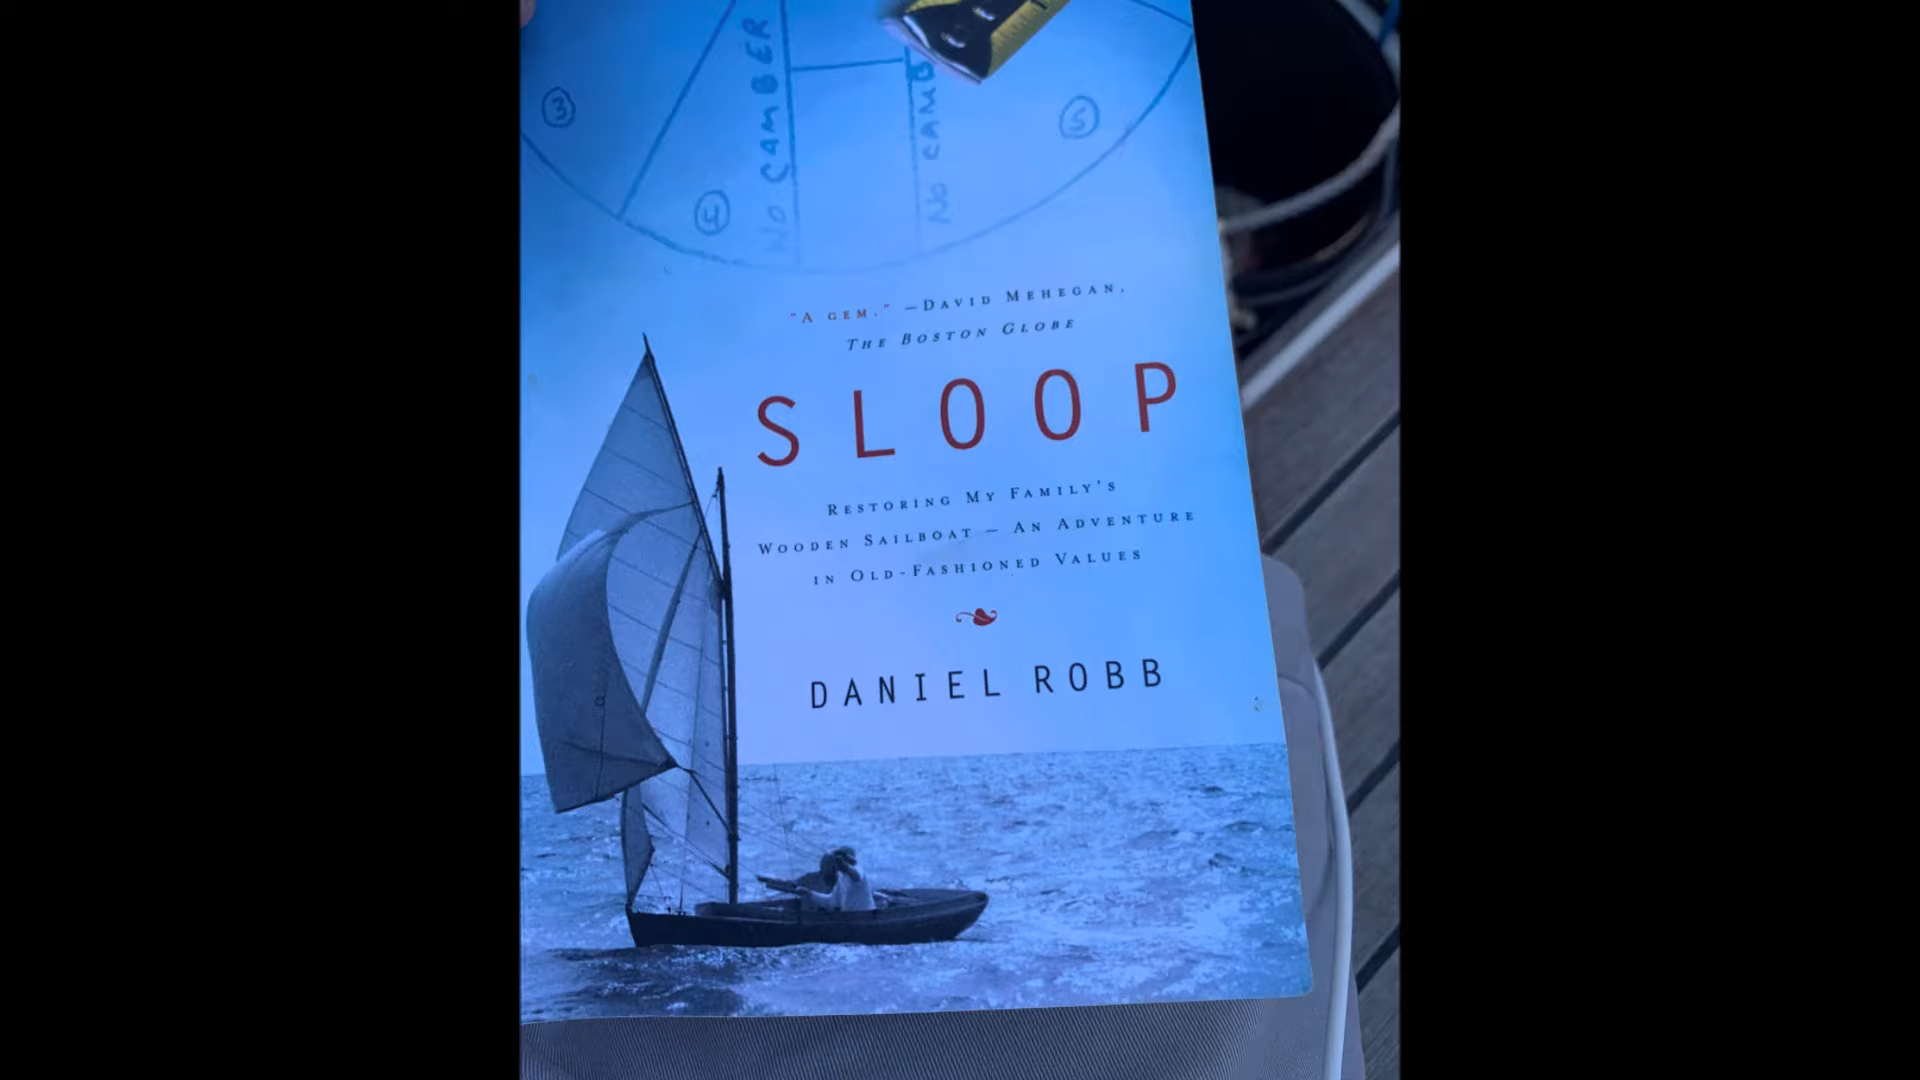 3
NO CAMBER
4
NO CAMB
5
"A GEM." —DAVID MEHEGAN,
THE BOSTON GLOBE
SLOOP
RESTORING MY FAMILY'S
WOODEN SAILBOAT — AN ADVENTURE
IN OLD-FASHIONED VALUES
DANIEL ROBB